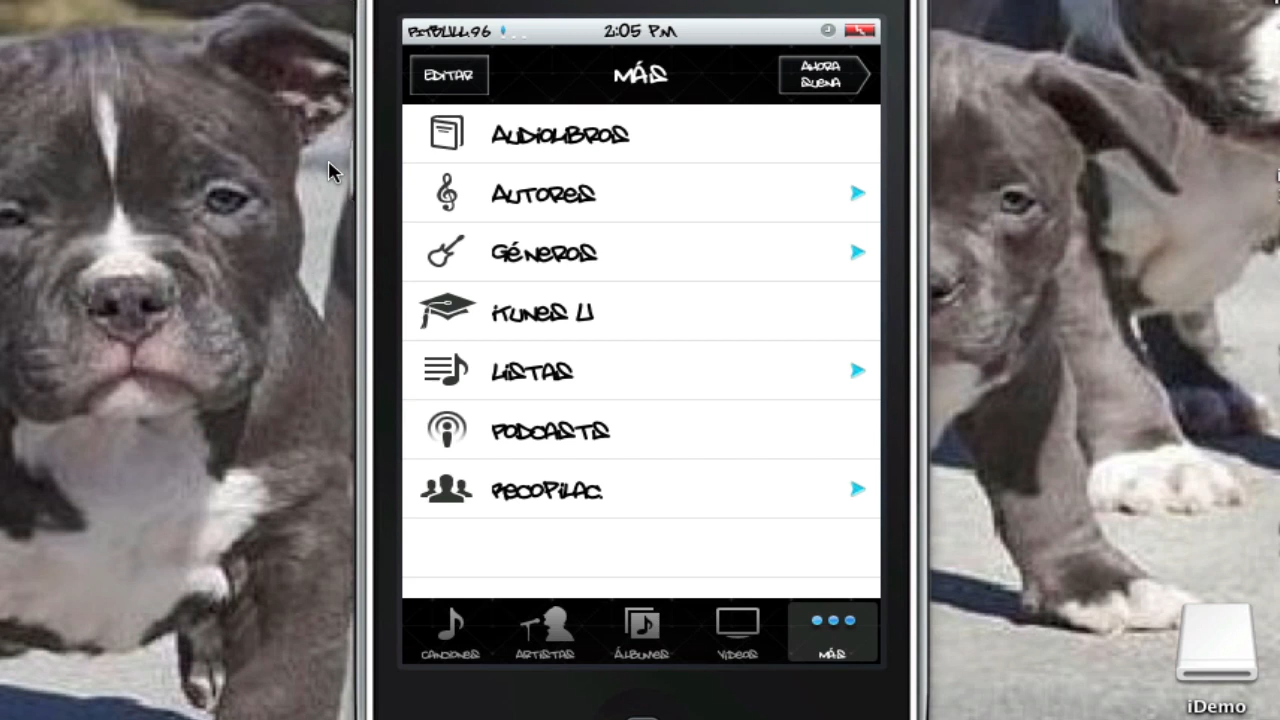 PITBULL96
2:05 PM
EDITAR
MÁS
AHORA
SUENA
AUDIOLIBROS
AUTORES
GÉNEROS
iTUNES U
LISTAS
PODCASTS
RECOPILAC.
CANCIONES
ARTISTAS
ÁLBUMES
VIDEOS
MÁS
iDemo